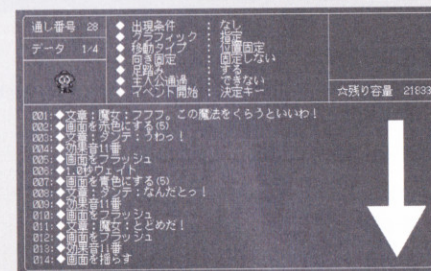 通し番号 28
データ 1/4
◆ 出現条件 : なし
◆ グラフィック : 指定
◆ 移動タイプ : 位置固定
◆ 向き固定 : 固定しない
◆ 足踏み : する
◆ 主人公通過 : できない
◆ イベント開始 : 決定キー
☆残り容量 21833
001:◆文章:魔女:フフフ。この魔法をくらうといいわ!
002:◆画面を赤色にする(5)
003:◆文章:ダンテ:うわっ!
004:◆効果音11番
005:◆画面をフラッシュ
006:◆1.0秒ウェイト
007:◆画面を青色にする(5)
008:◆文章:ダンテ:なんだとっ!
009:◆効果音11番
010:◆画面をフラッシュ
011:◆文章:魔女:とどめだ!
012:◆画面をフラッシュ
013:◆効果音11番
014:◆画面を揺らす